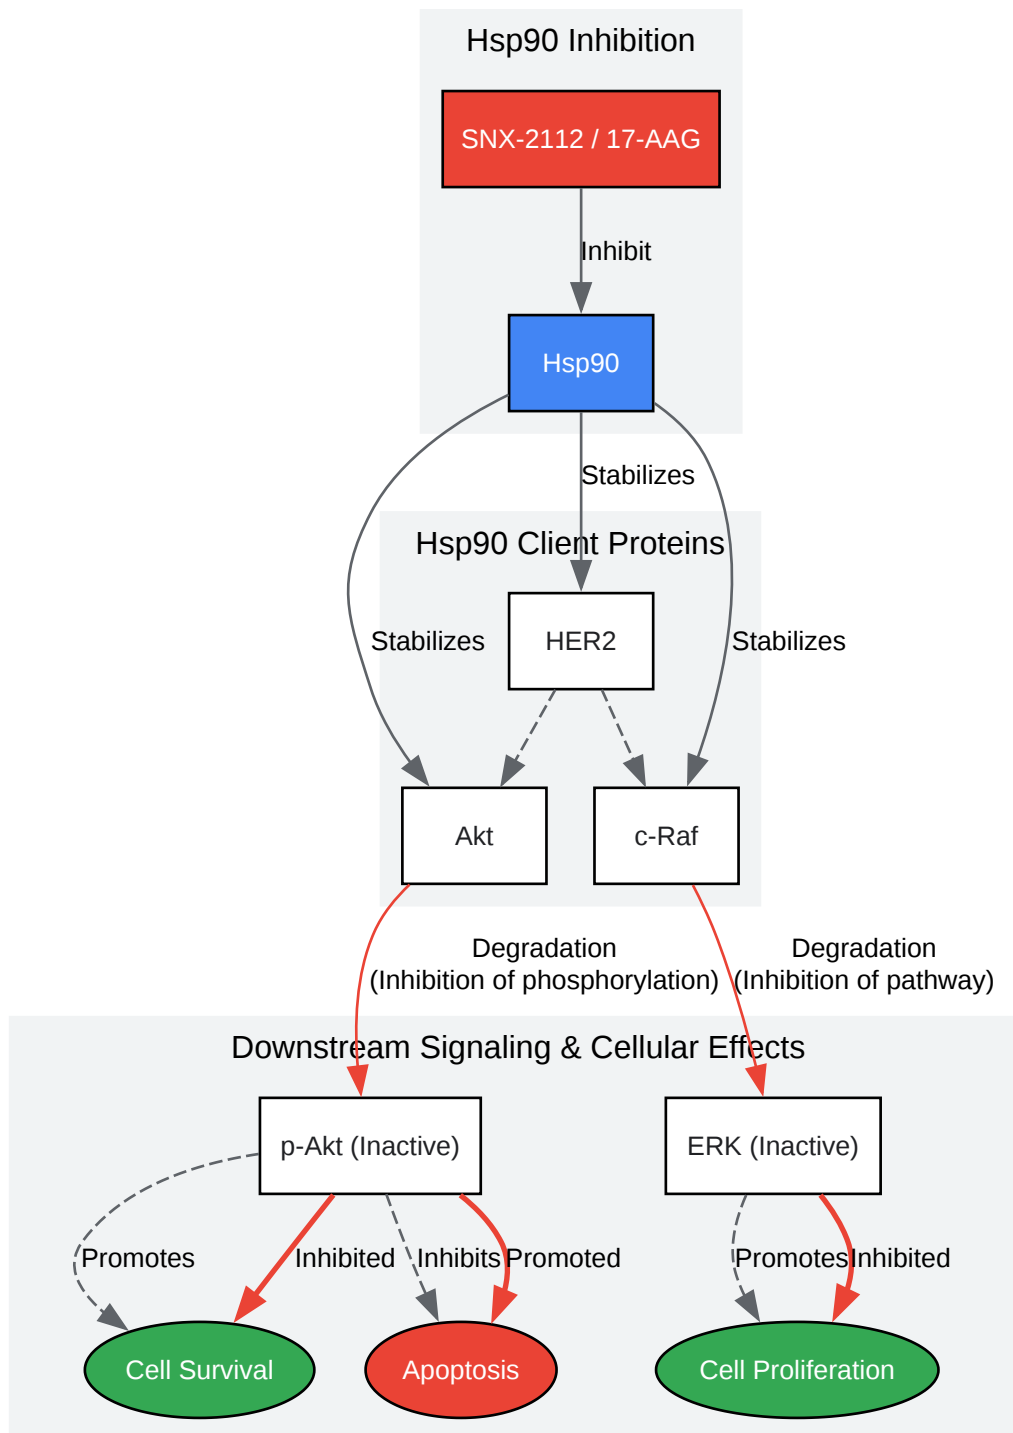 Hsp90 Inhibition
SNX-2112 / 17-AAG
Inhibit
Hsp90
Stabilizes
Hsp90 Client Proteins
HER2
Stabilizes
Stabilizes
Akt
c-Raf
Degradation
(Inhibition of phosphorylation)
Degradation
(Inhibition of pathway)
Downstream Signaling & Cellular Effects
p-Akt (Inactive)
ERK (Inactive)
Promotes
Inhibited
Inhibits
Promoted
Promotes
Inhibited
Cell Survival
Apoptosis
Cell Proliferation